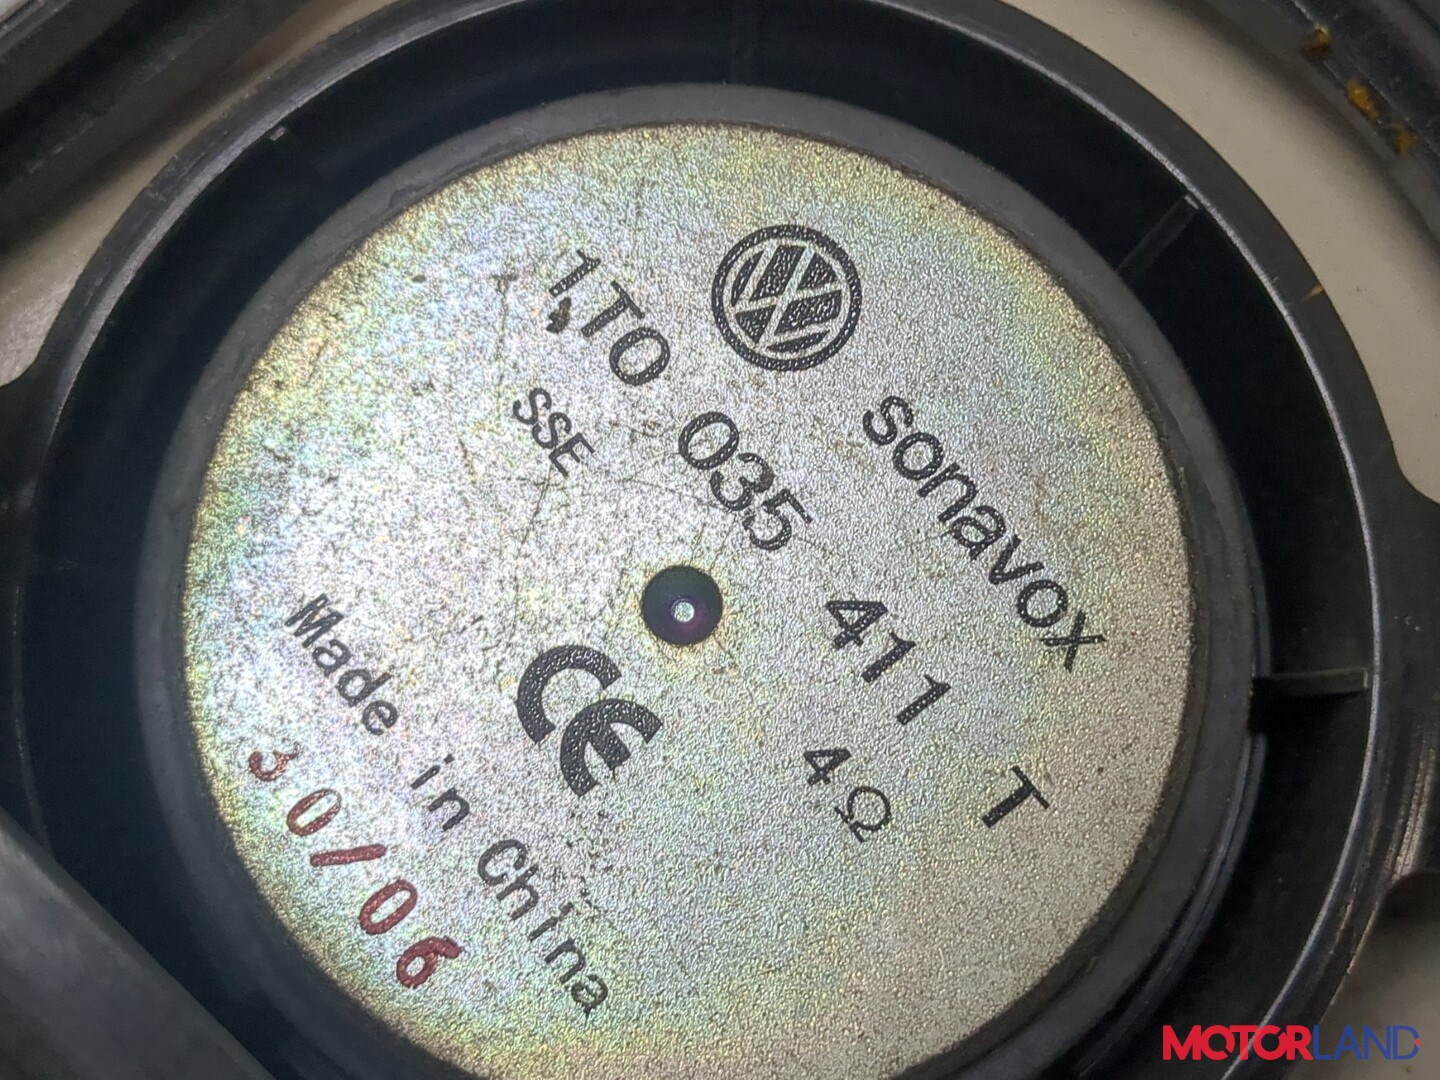 sonavox
1T0 035 411 T
SSE
4Ω
CE
Made in China
30/06
MOTORLAND